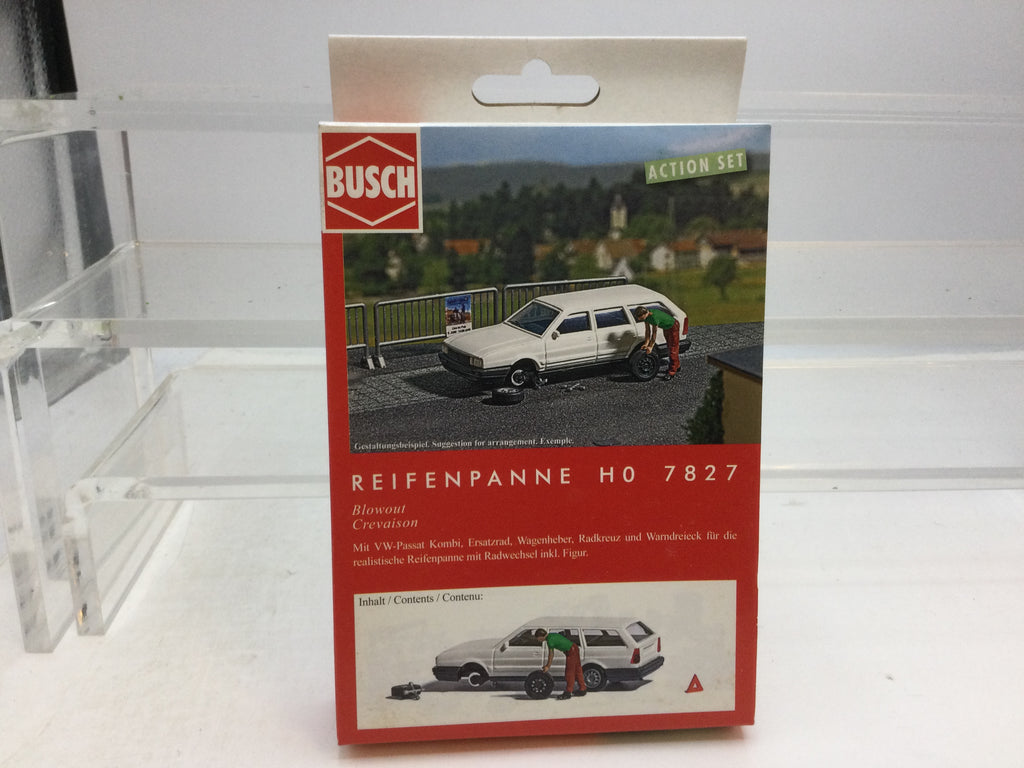 BUSCH
ACTION SET
Gestaltungsbeispiel. Suggestion for arrangement. Exemple.
REIFENPANNE H0 7827
Blowout
Crevaison
Mit VW-Passat Kombi, Ersatzrad, Wagenheber, Radkreuz und Warndreieck für die
realistische Reifenpanne mit Radwechsel inkl. Figur.
Inhalt / Contents / Contenu: